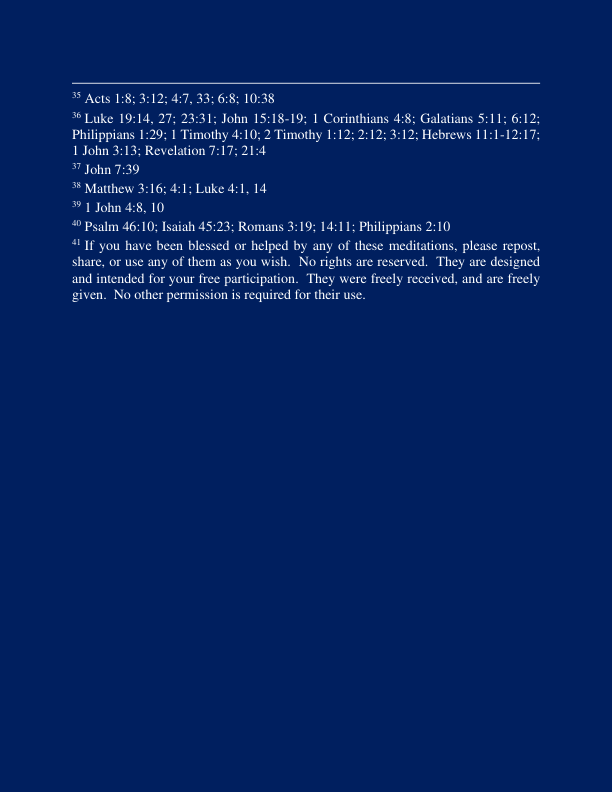 35 Acts 1:8; 3:12; 4:7, 33; 6:8; 10:38
36 Luke 19:14, 27; 23:31; John 15:18-19; 1 Corinthians 4:8; Galatians 5:11; 6:12;
Philippians 1:29; 1 Timothy 4:10; 2 Timothy 1:12; 2:12; 3:12; Hebrews 11:1-12:17;
1 John 3:13; Revelation 7:17; 21:4
37 John 7:39
38 Matthew 3:16; 4:1; Luke 4:1, 14
39 1 John 4:8, 10
40 Psalm 46:10; Isaiah 45:23; Romans 3:19; 14:11; Philippians 2:10
41 If you have been blessed or helped by any of these meditations, please repost,
share, or use any of them as you wish.  No rights are reserved.  They are designed
and intended for your free participation.  They were freely received, and are freely
given.  No other permission is required for their use.